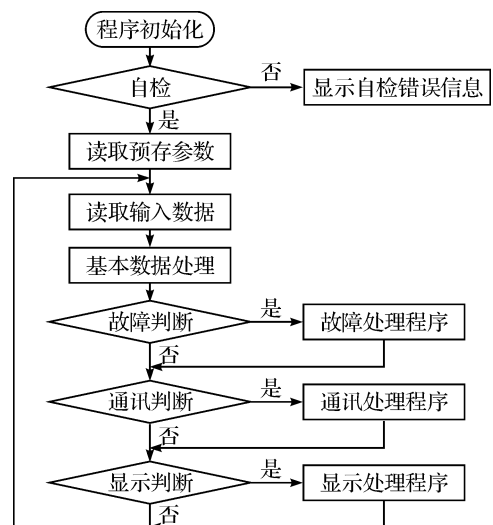 程序初始化
自检
否
显示自检错误信息
是
读取预存参数
读取输入数据
基本数据处理
故障判断
是
故障处理程序
否
通讯判断
是
通讯处理程序
否
显示判断
是
显示处理程序
否